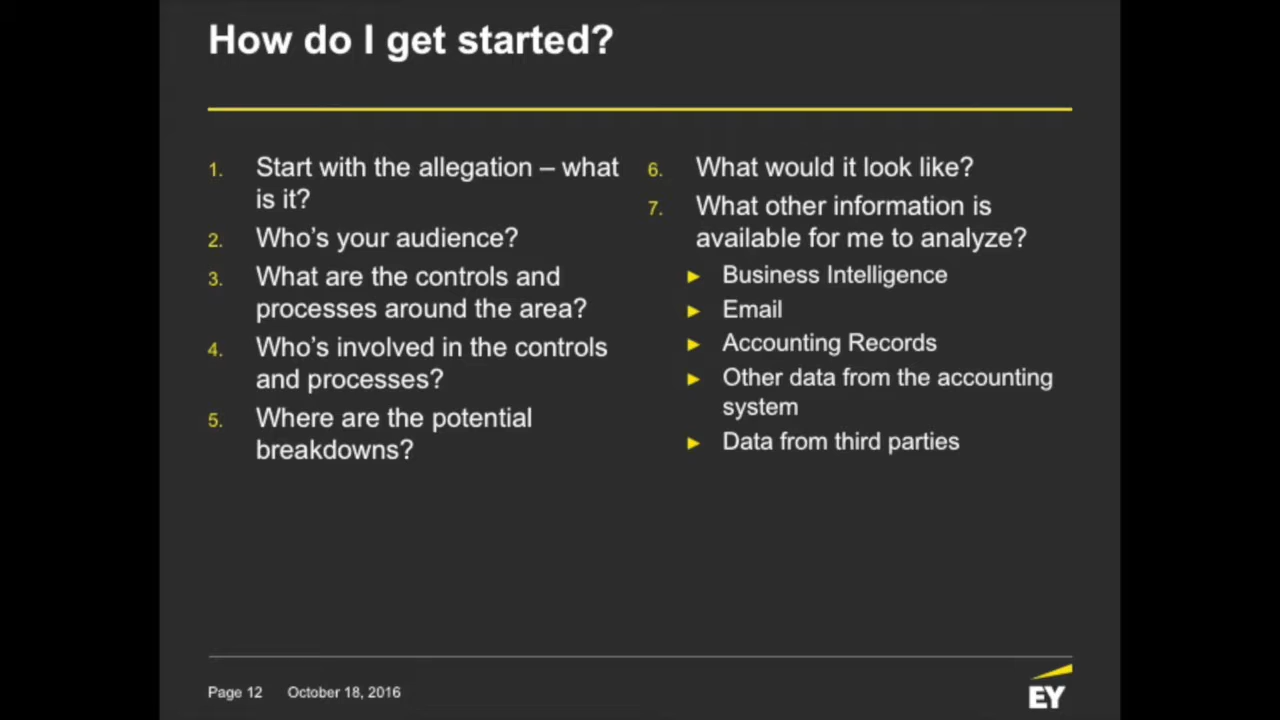 How do I get started?
1. Start with the allegation – what
is it?
2. Who's your audience?
3. What are the controls and
processes around the area?
4. Who's involved in the controls
and processes?
5. Where are the potential
breakdowns?
6. What would it look like?
7. What other information is
available for me to analyze?
► Business Intelligence
► Email
► Accounting Records
► Other data from the accounting
system
► Data from third parties
Page 12 October 18, 2016
EY